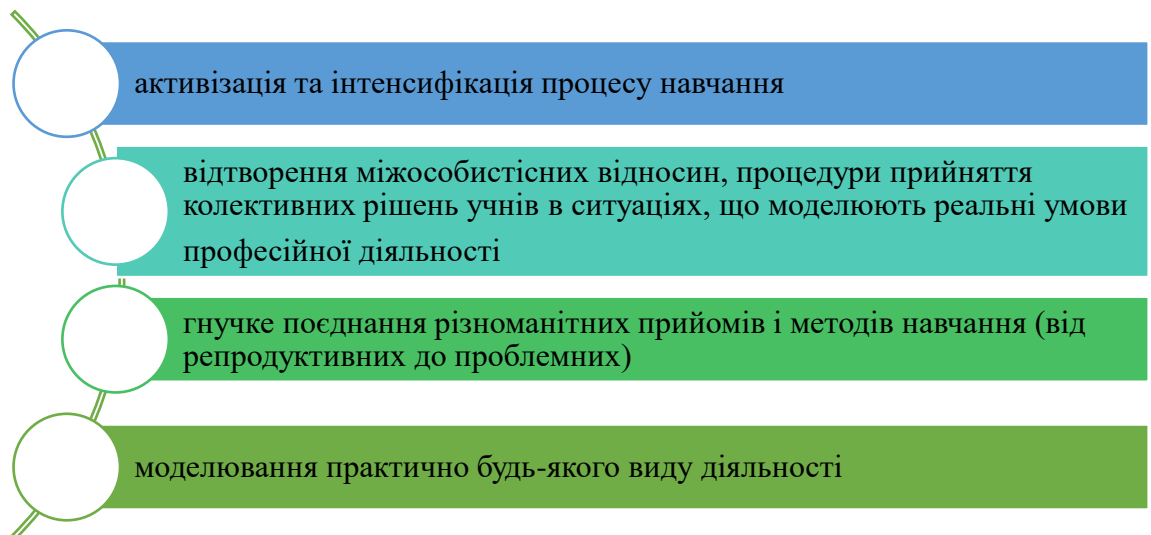 активізація та інтенсифікація процесу навчання
відтворення міжособистісних відносин, процедури прийняття
колективних рішень учнів в ситуаціях, що моделюють реальні умови
професійної діяльності
гнучке поєднання різноманітних прийомів і методів навчання (від
репродуктивних до проблемних)
моделювання практично будь-якого виду діяльності